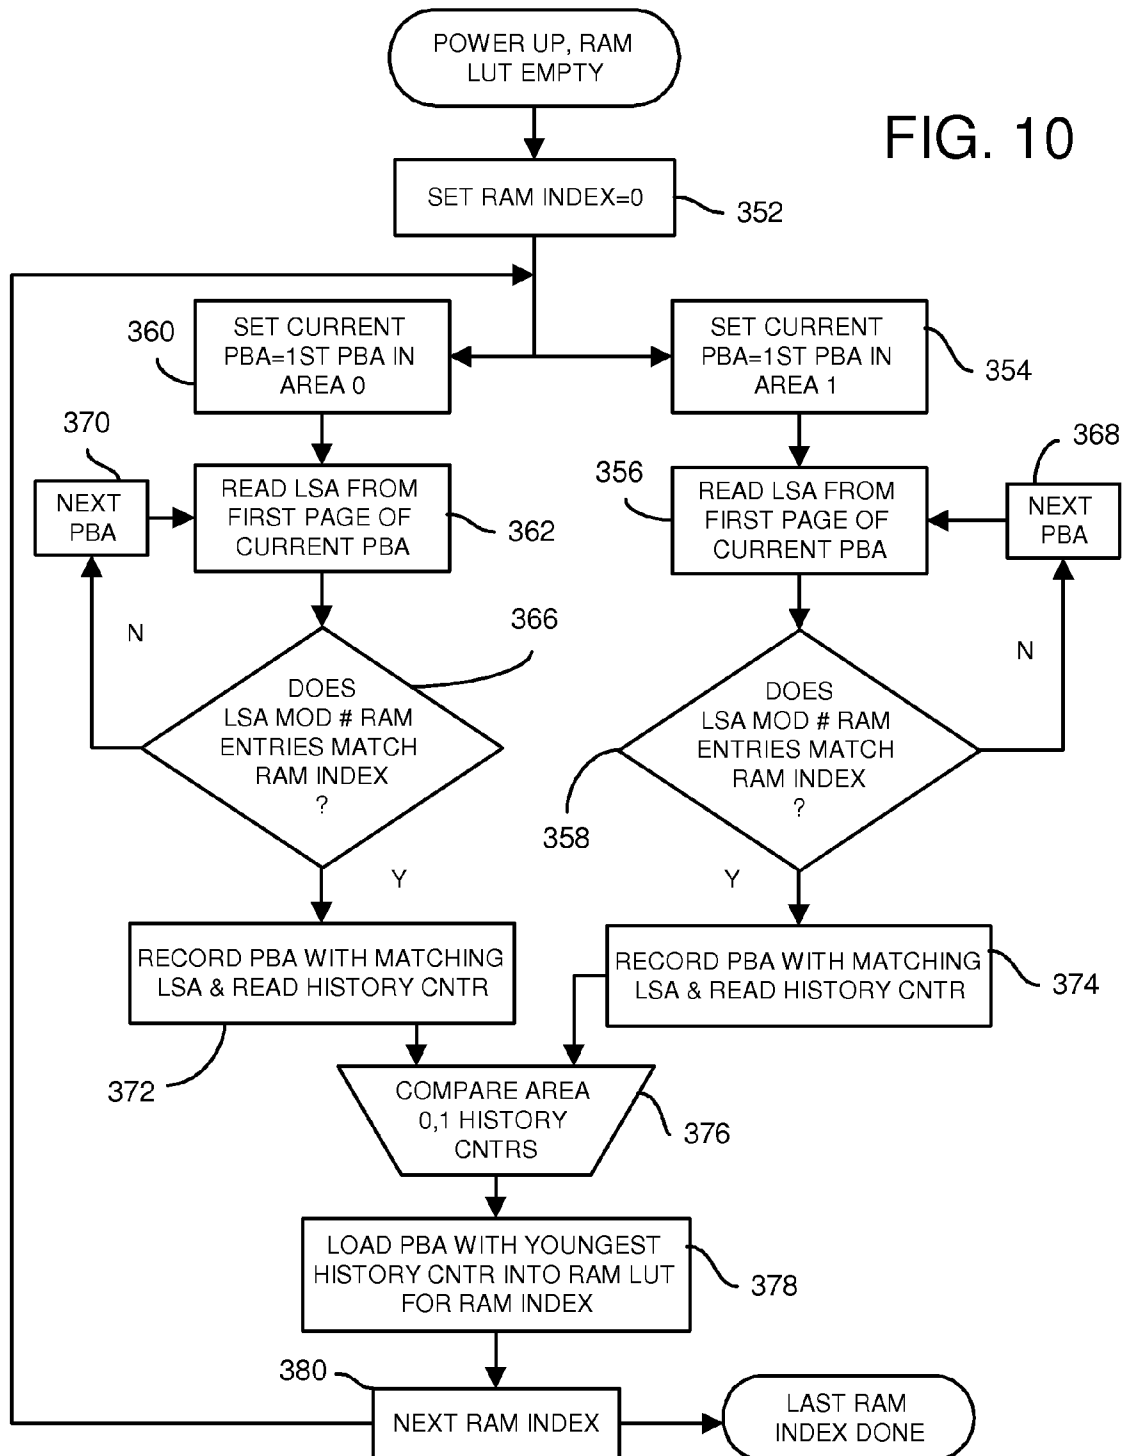 POWER UP, RAM
LUT EMPTY
FIG. 10
SET RAM INDEX=0
352
360
SET CURRENT
PBA=1ST PBA IN
AREA 0
SET CURRENT
PBA=1ST PBA IN
AREA 1
354
370
NEXT
PBA
READ LSA FROM
FIRST PAGE OF
CURRENT PBA
362
356
READ LSA FROM
FIRST PAGE OF
CURRENT PBA
368
NEXT
PBA
N
366
DOES
LSA MOD # RAM
ENTRIES MATCH
RAM INDEX
?
N
DOES
LSA MOD # RAM
ENTRIES MATCH
RAM INDEX
?
358
Y
Y
RECORD PBA WITH MATCHING
LSA & READ HISTORY CNTR
372
RECORD PBA WITH MATCHING
LSA & READ HISTORY CNTR
374
COMPARE AREA
0,1 HISTORY
CNTRS
376
LOAD PBA WITH YOUNGEST
HISTORY CNTR INTO RAM LUT
FOR RAM INDEX
378
380
NEXT RAM INDEX
LAST RAM
INDEX DONE